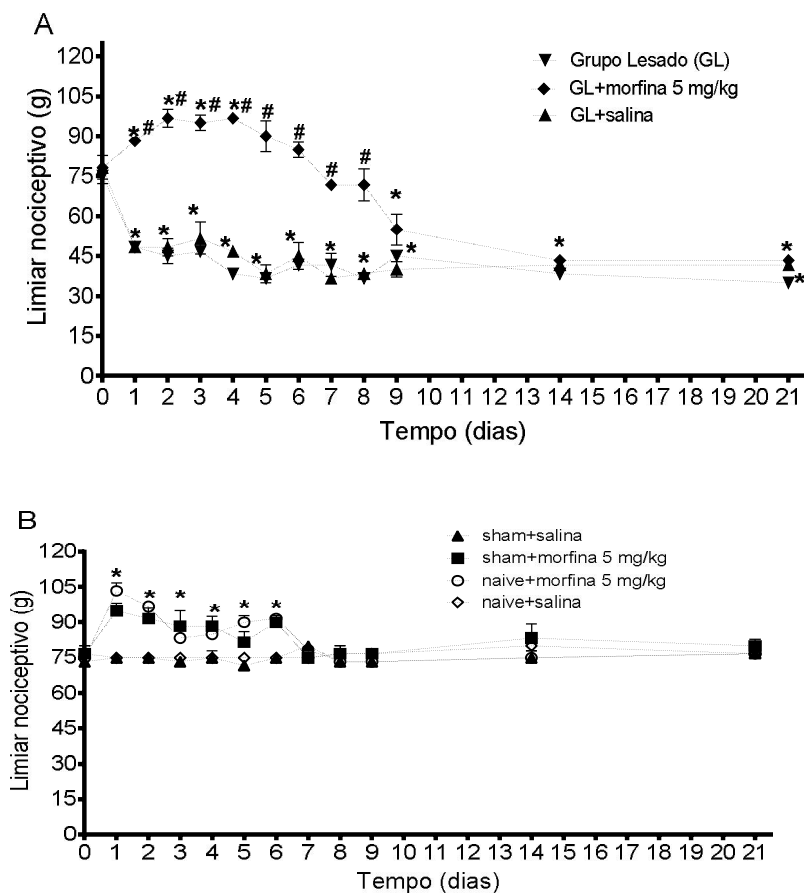 A
Limiar nociceptivo (g)
120
105
90
75
60
45
30
15
0
Grupo Lesado (GL)
GL+morfina 5 mg/kg
GL+salina
* # *# * # *# # # # # *
* * * * * * * * * * *
*
0 1 2 3 4 5 6 7 8 9 10 11 12 13 14 15 16 17 18 19 20 21
Tempo (dias)
B
Limiar nociceptivo (g)
120
105
90
75
60
45
30
15
0
sham+salina
sham+morfina 5 mg/kg
naive+morfina 5 mg/kg
naive+salina
* * * * * *
0 1 2 3 4 5 6 7 8 9 10 11 12 13 14 15 16 17 18 19 20 21
Tempo (dias)